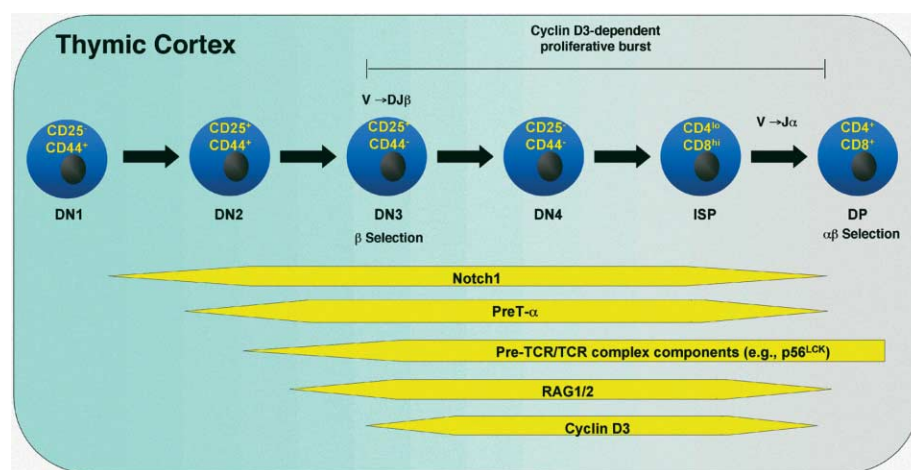 Thymic Cortex
Cyclin D3-dependent
proliferative burst
V →DJβ
V →Jα
CD25-
CD44+
CD25+
CD44+
CD25+
CD44-
CD25-
CD44-
CD4lo
CD8hi
CD4+
CD8+
DN1
DN2
DN3
DN4
ISP
DP
β Selection
αβ Selection
Notch1
PreT-α
Pre-TCR/TCR complex components (e.g., p56LCK)
RAG1/2
Cyclin D3